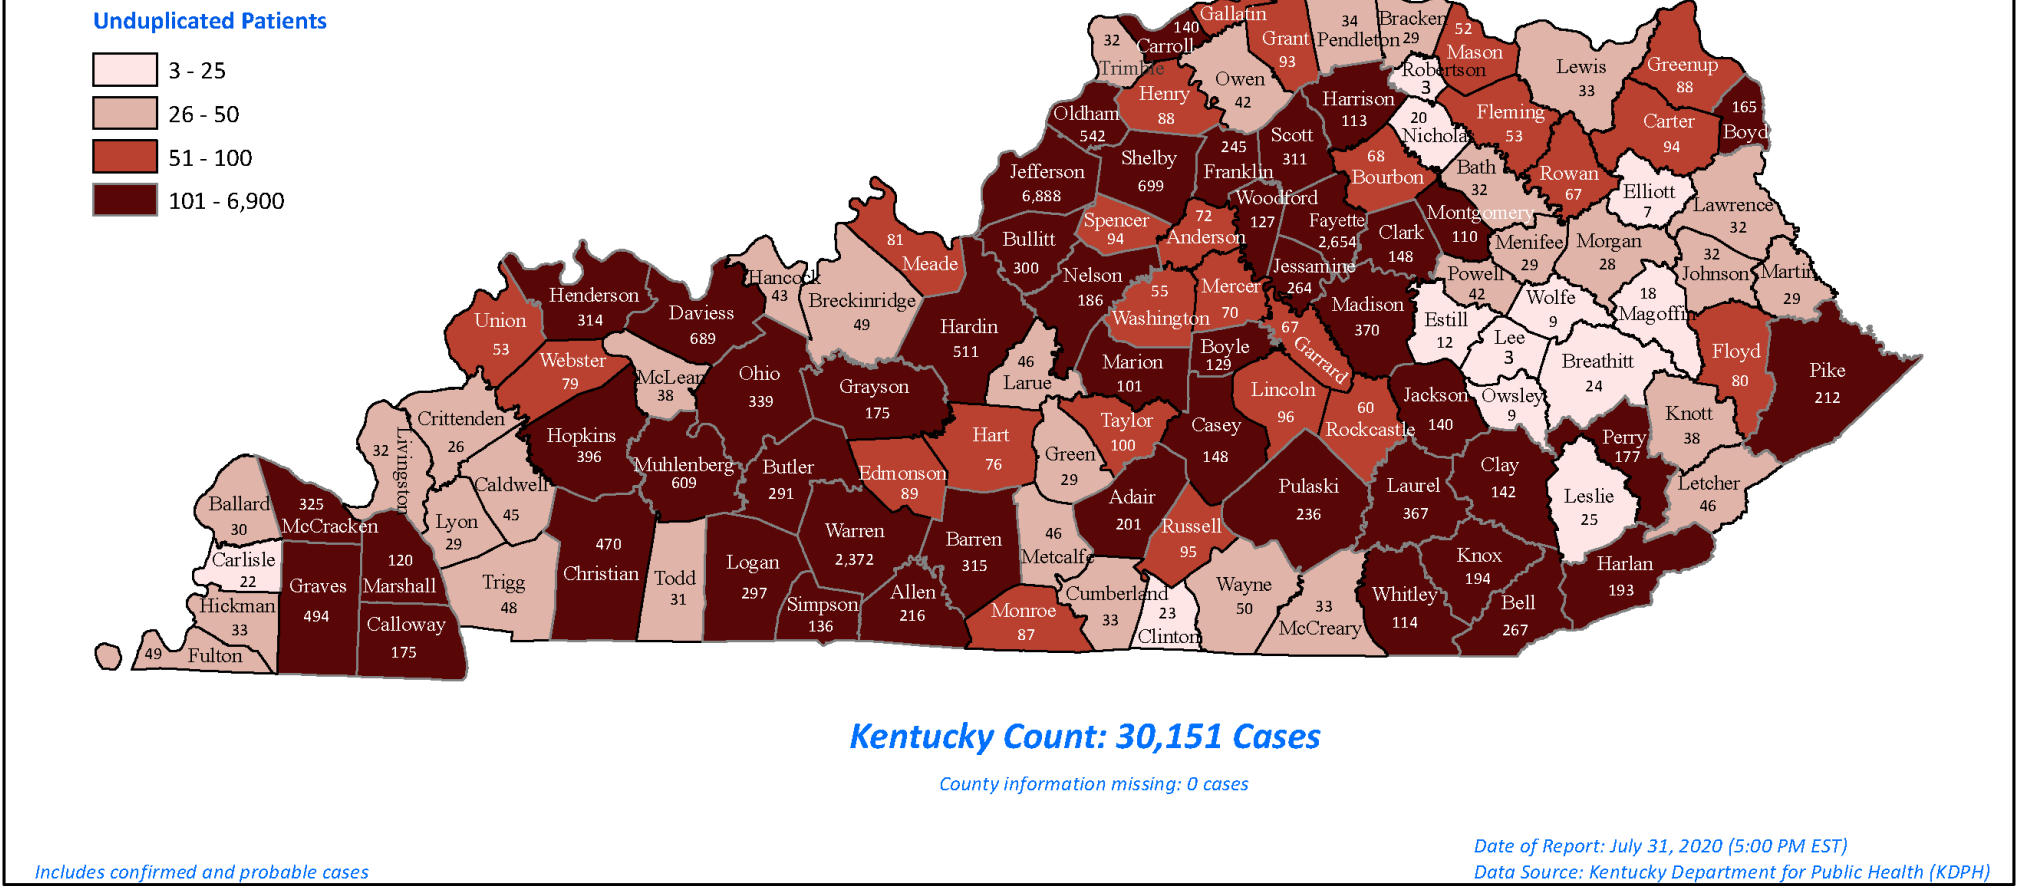 Unduplicated Patients
3 - 25
26 - 50
51 - 100
101 - 6,900
140
Gallatin
34
Bracken
52
32
Carroll
Grant
Pendleton
29
Mason
Trimble
93
Owen
42
Robertson
3
Lewis
33
Greenup
88
Henry
88
Harrison
113
Oldham
542
20
Nicholas
Fleming
53
Carter
94
165
Boyd
245
Franklin
Scott
311
Shelby
699
68
Bourbon
Bath
32
Rowan
67
Elliott
7
Jefferson
6,888
Woodford
127
Fayette
2,654
Montgomery
110
Lawrence
32
Spencer
94
72
Anderson
Clark
148
Menifee
29
Morgan
28
32
Johnson
Martin
29
81
Meade
Bullitt
300
Nelson
186
Jessamine
264
Powell
42
Hancock
43
Breckinridge
49
55
Washington
Mercer
70
Madison
370
Wolfe
9
18
Magoffin
Henderson
314
Daviess
689
Union
53
Hardin
511
67
Garrard
Estill
12
Lee
3
Breathitt
24
Floyd
80
Pike
212
Webster
79
McLean
38
Ohio
339
Grayson
175
46
Larue
Marion
101
Boyle
129
Lincoln
96
60
Rockcastle
Jackson
140
Owsley
9
Knott
38
Crittenden
26
32
Livingston
Hopkins
396
Muhlenberg
609
Butler
291
Edmonson
89
Hart
76
Green
29
Taylor
100
Casey
148
Perry
177
Ballard
30
325
McCracken
Caldwell
45
Lyon
29
Adair
201
Pulaski
236
Laurel
367
Clay
142
Leslie
25
Letcher
46
Carlisle
22
120
Marshall
470
Christian
Warren
2,372
Barren
315
46
Metcalfe
Russell
95
Knox
194
Harlan
193
Graves
494
Trigg
48
Todd
31
Logan
297
Simpson
136
Allen
216
Monroe
87
Cumberland
33
23
Clinton
Wayne
50
33
McCreary
Whitley
114
Bell
267
Hickman
33
49
Fulton
Calloway
175
Kentucky Count: 30,151 Cases
County information missing: 0 cases
Date of Report: July 31, 2020 (5:00 PM EST)
Includes confirmed and probable cases
Data Source: Kentucky Department for Public Health (KDPH)